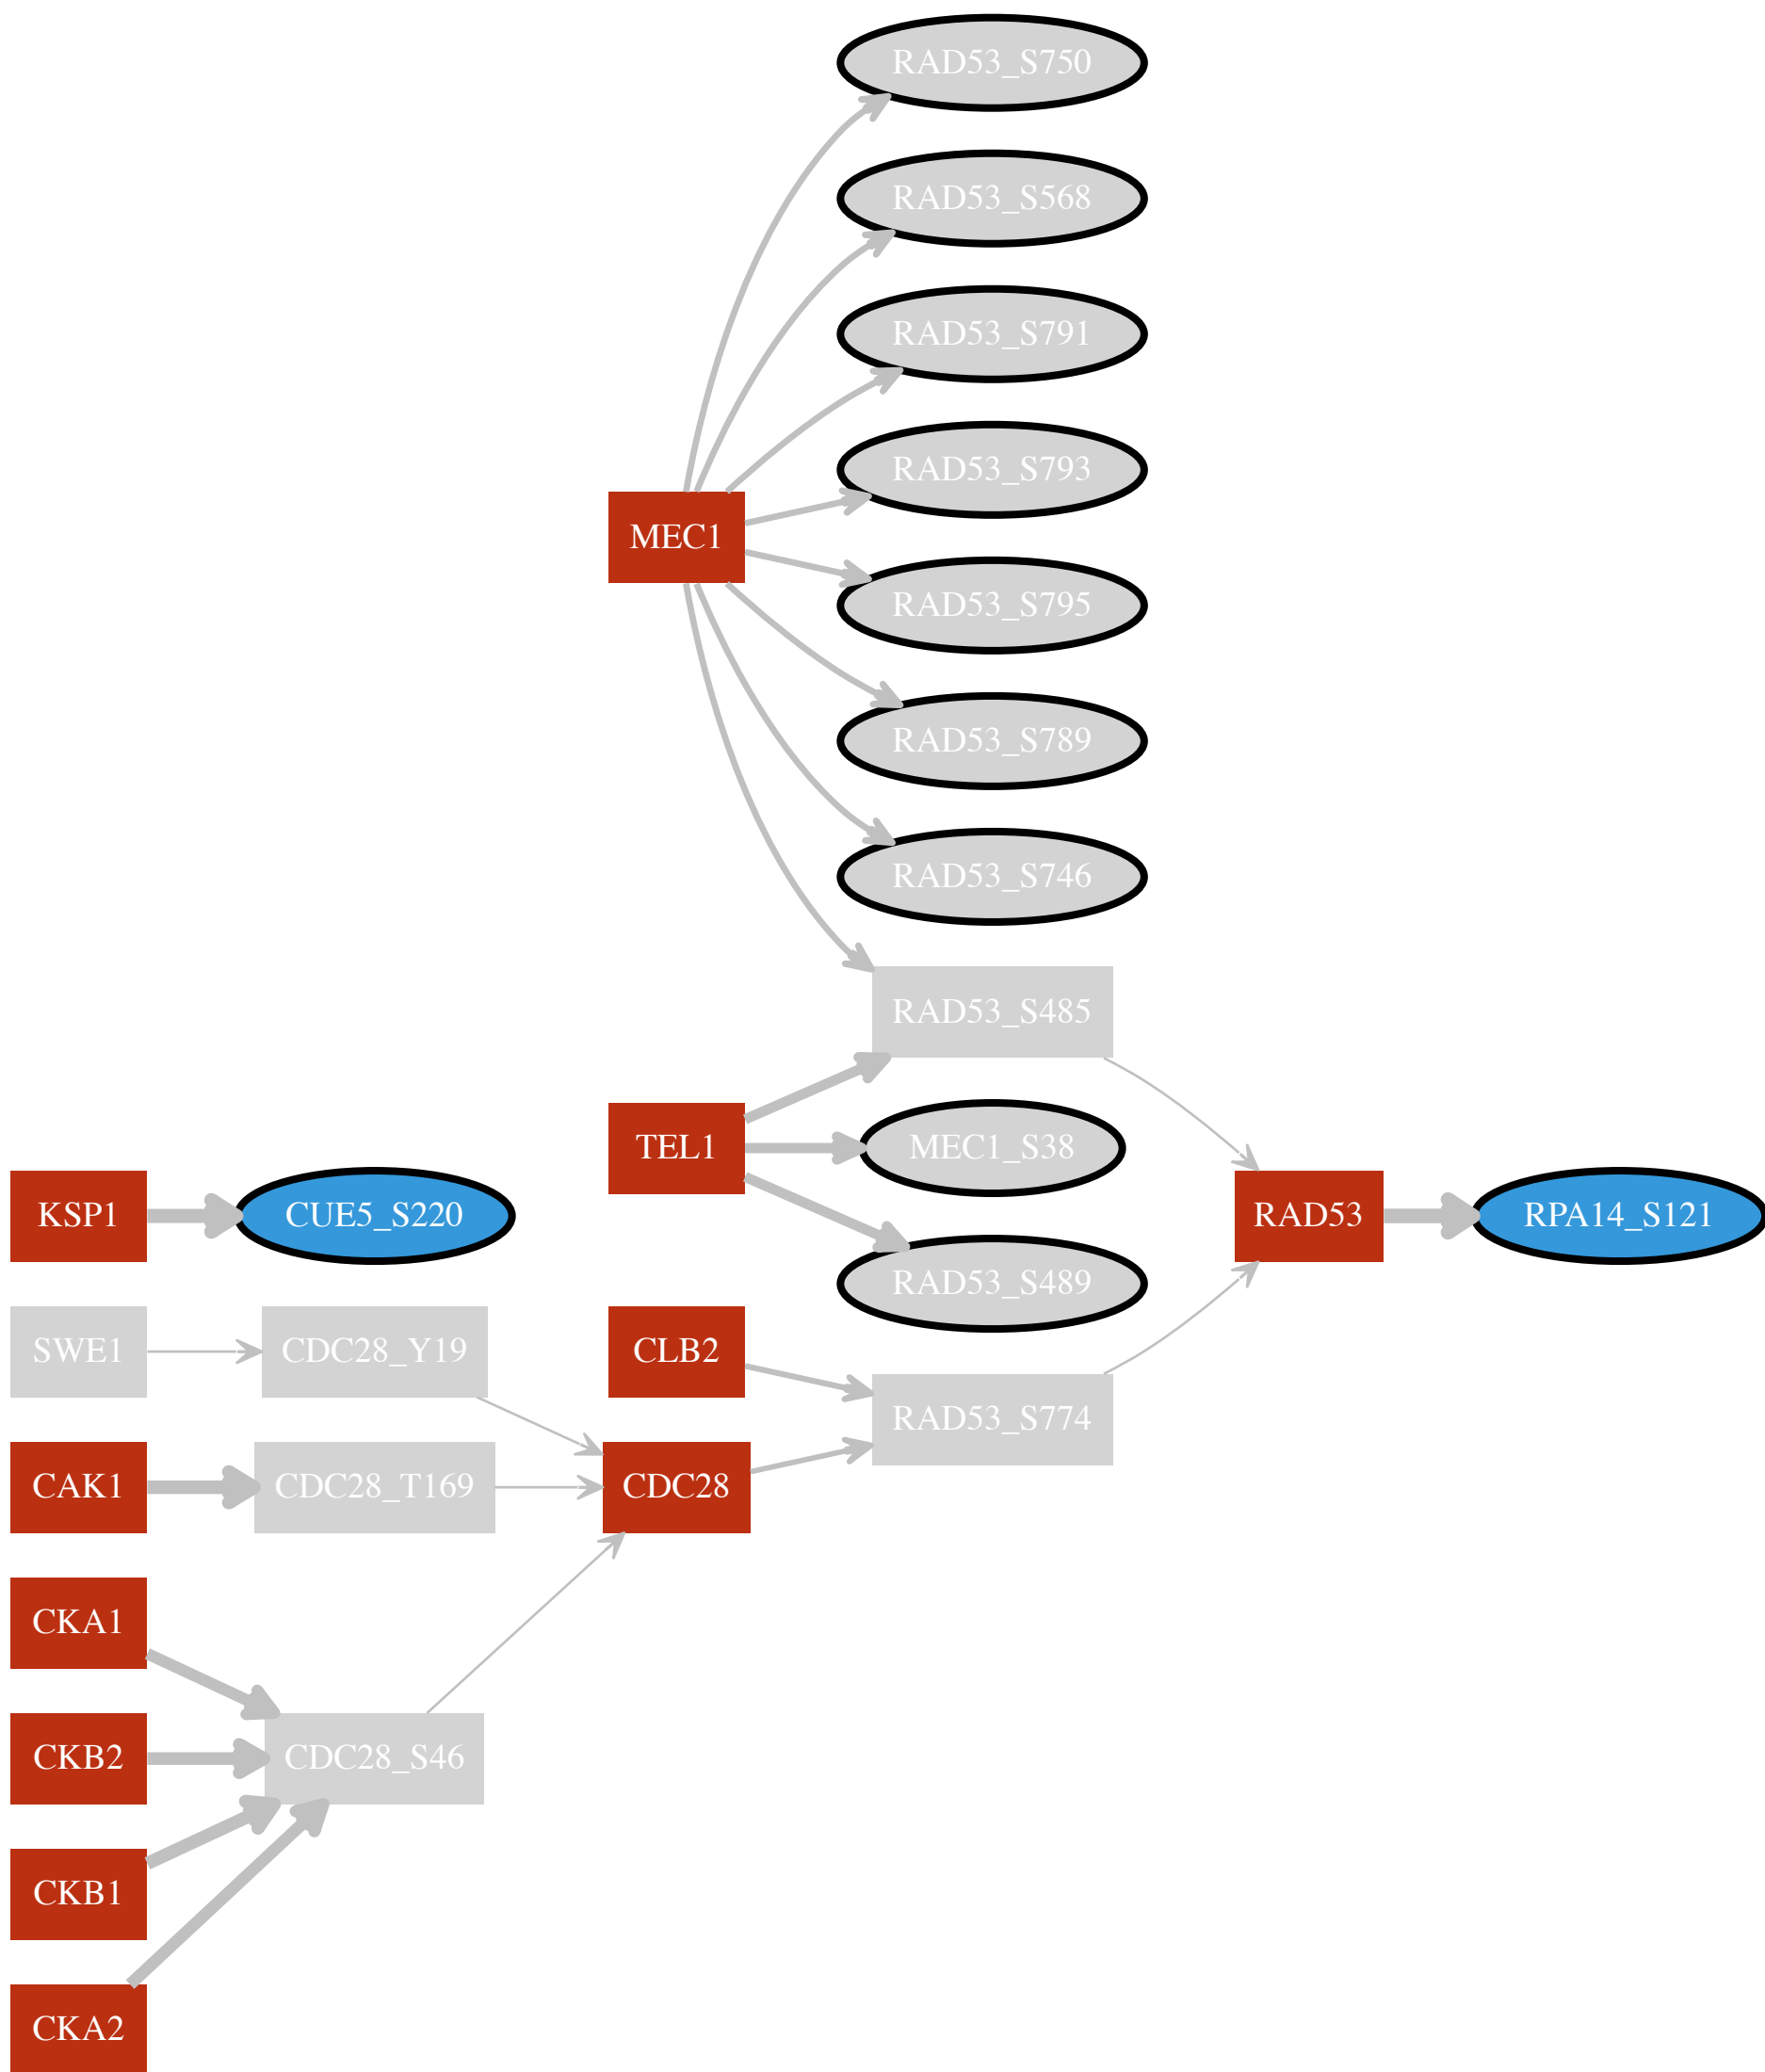 RAD53_S750
RAD53_S568
RAD53_S791
RAD53_S793
MEC1
RAD53_S795
RAD53_S789
RAD53_S746
RAD53_S485
TEL1
MEC1_S38
KSP1
CUE5_S220
RAD53
RPA14_S121
RAD53_S489
SWE1
CDC28_Y19
CLB2
RAD53_S774
CAK1
CDC28_T169
CDC28
CKA1
CKB2
CDC28_S46
CKB1
CKA2